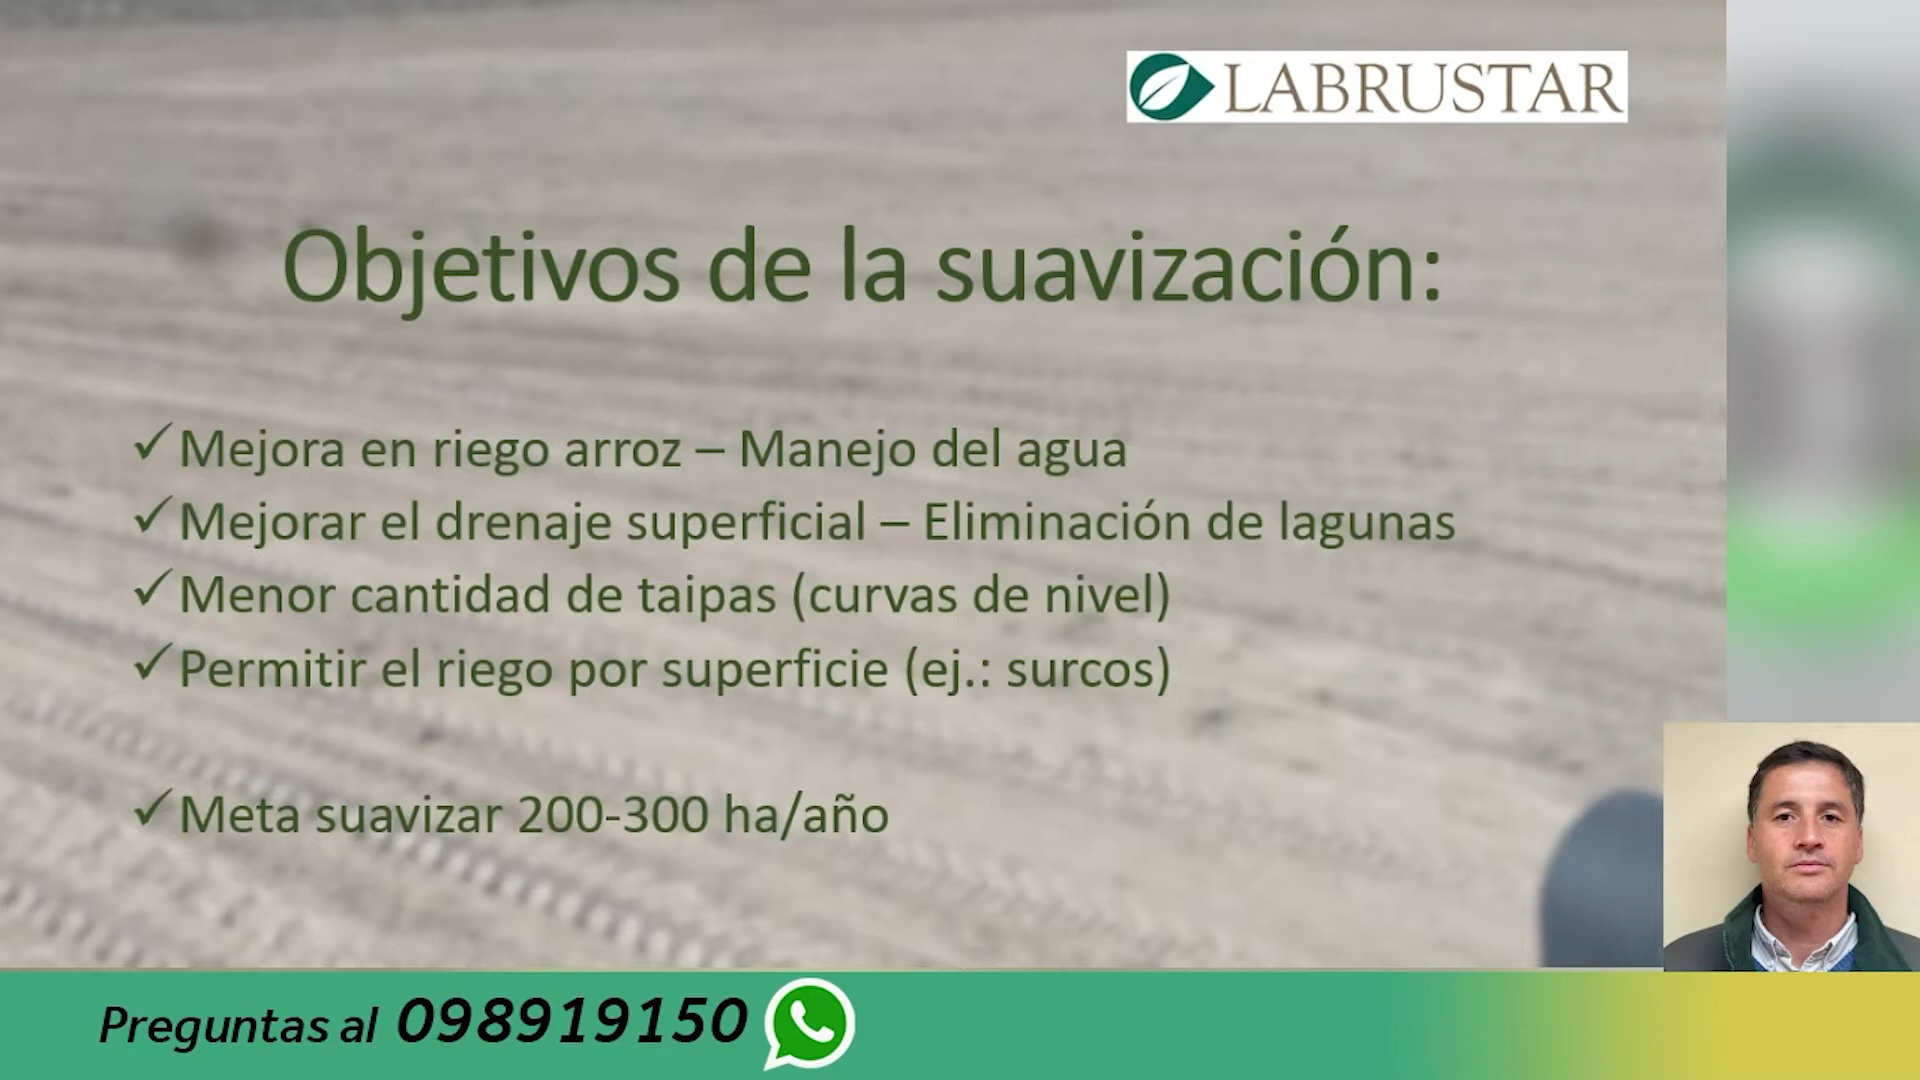 LABRUSTAR
Objetivos de la suavización:
✓Mejora en riego arroz – Manejo del agua
✓Mejorar el drenaje superficial – Eliminación de lagunas
✓Menor cantidad de taipas (curvas de nivel)
✓Permitir el riego por superficie (ej.: surcos)
✓Meta suavizar 200-300 ha/año
Preguntas al 098919150